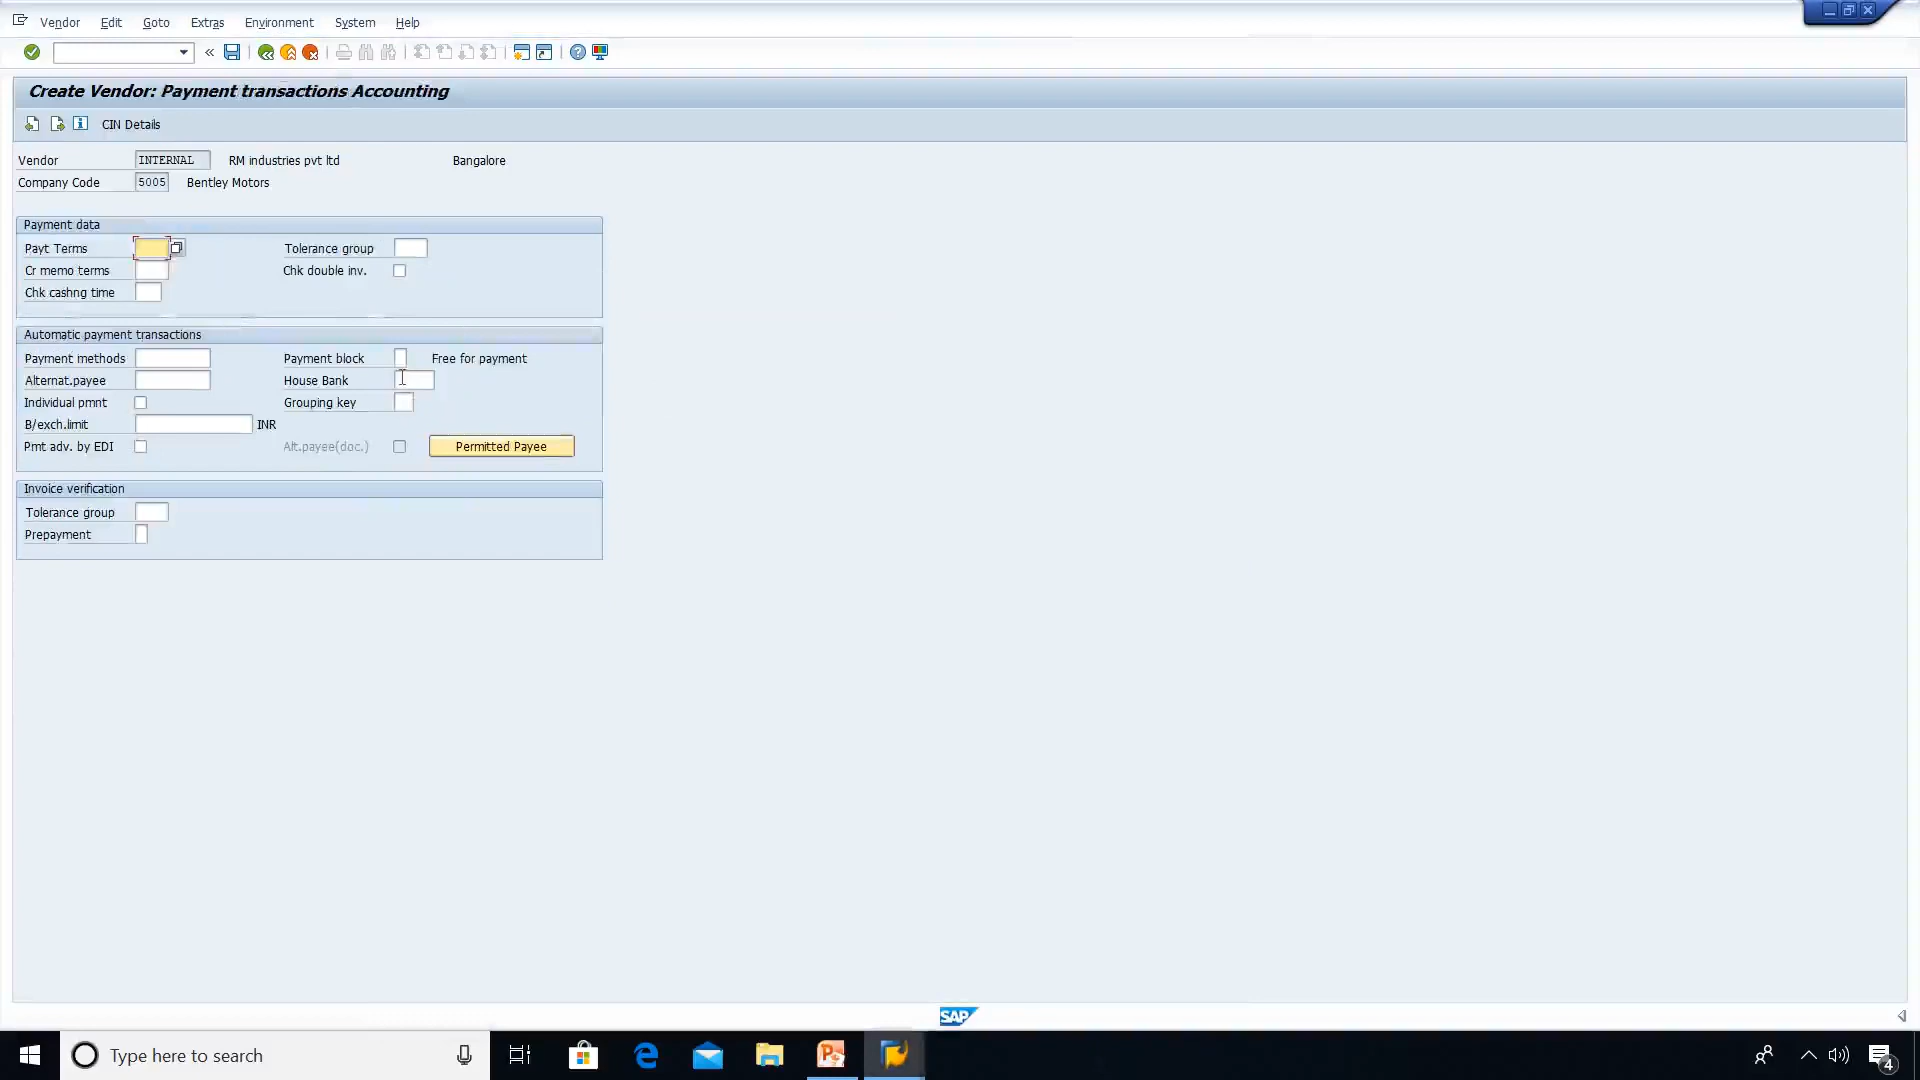 Vendor Edit Goto Extras Environment System Help
Create Vendor: Payment transactions Accounting
CIN Details
Vendor INTERNAL RM industries pvt ltd Bangalore
Company Code 5005 Bentley Motors
Payment data
Payt Terms Tolerance group
Cr memo terms Chk double inv.
Chk cashng time
Automatic payment transactions
Payment methods Payment block Free for payment
Alternat.payee House Bank
Individual pmnt Grouping key
B/exch.limit INR
Pmt adv. by EDI Alt.payee(doc.) Permitted Payee
Invoice verification
Tolerance group
Prepayment
SAP
Type here to search
4